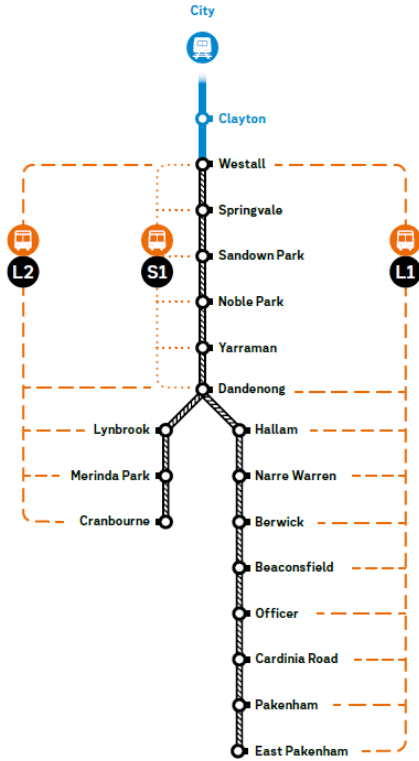 City
Clayton
Westall
Springvale
L2
S1
L1
Sandown Park
Noble Park
Yarraman
Dandenong
Lynbrook
Hallam
Merinda Park
Narre Warren
Cranbourne
Berwick
Beaconsfield
Officer
Cardinia Road
Pakenham
East Pakenham